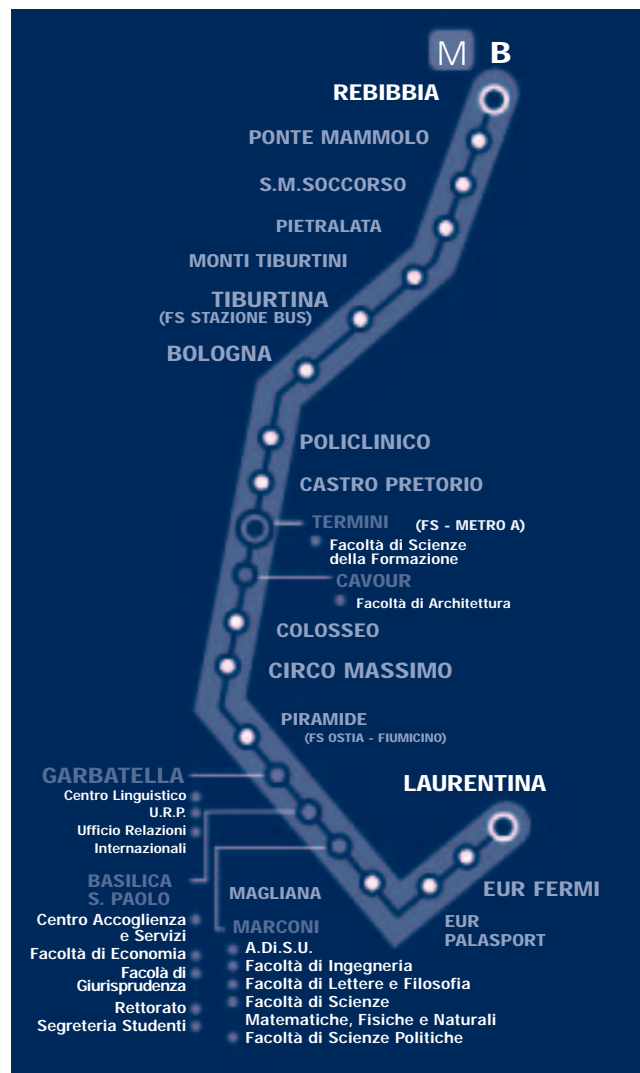 M B
REBIBBIA
PONTE MAMMOLO
S.M.SOCCORSO
PIETRALATA
MONTI TIBURTINI
TIBURTINA
(FS STAZIONE BUS)
BOLOGNA
POLICLINICO
CASTRO PRETORIO
TERMINI (FS - METRO A)
Facoltà di Scienze
della Formazione
CAVOUR
Facoltà di Architettura
COLOSSEO
CIRCO MASSIMO
PIRAMIDE
(FS OSTIA - FIUMICINO)
GARBATELLA
Centro Linguistico
U.R.P.
Ufficio Relazioni
Internazionali
LAURENTINA
BASILICA
S. PAOLO
Centro Accoglienza
e Servizi
Facoltà di Economia
Facolà di
Giurisprudenza
Rettorato
Segreteria Studenti
MAGLIANA
EUR FERMI
EUR
PALASPORT
MARCONI
A.Di.S.U.
Facoltà di Ingegneria
Facoltà di Lettere e Filosofia
Facoltà di Scienze
Matematiche, Fisiche e Naturali
Facoltà di Scienze Politiche